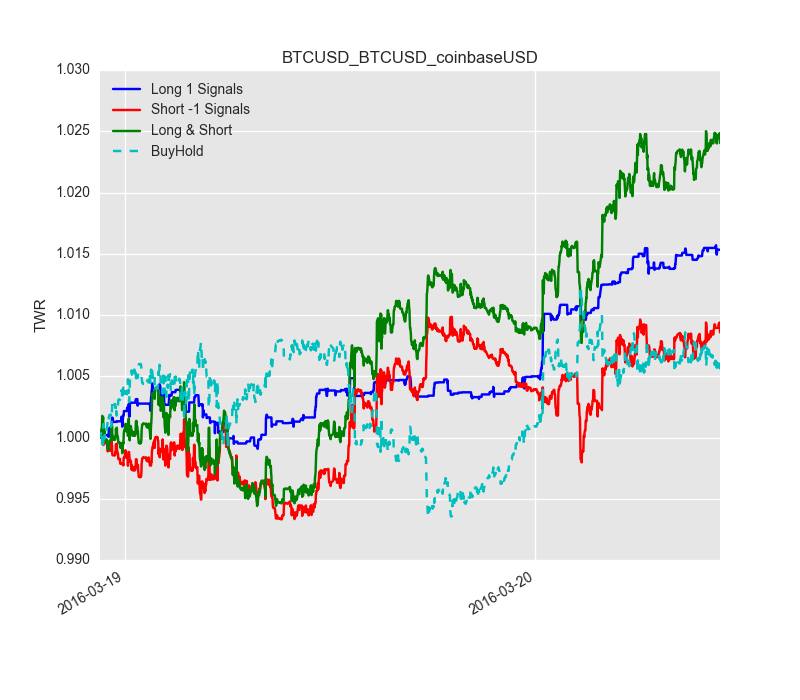 BTCUSD_BTCUSD_coinbaseUSD
1.030
1.025
1.020
1.015
1.010
1.005
1.000
0.995
0.990
TWR
Long 1 Signals
Short -1 Signals
Long & Short
BuyHold
2016-03-19
2016-03-20